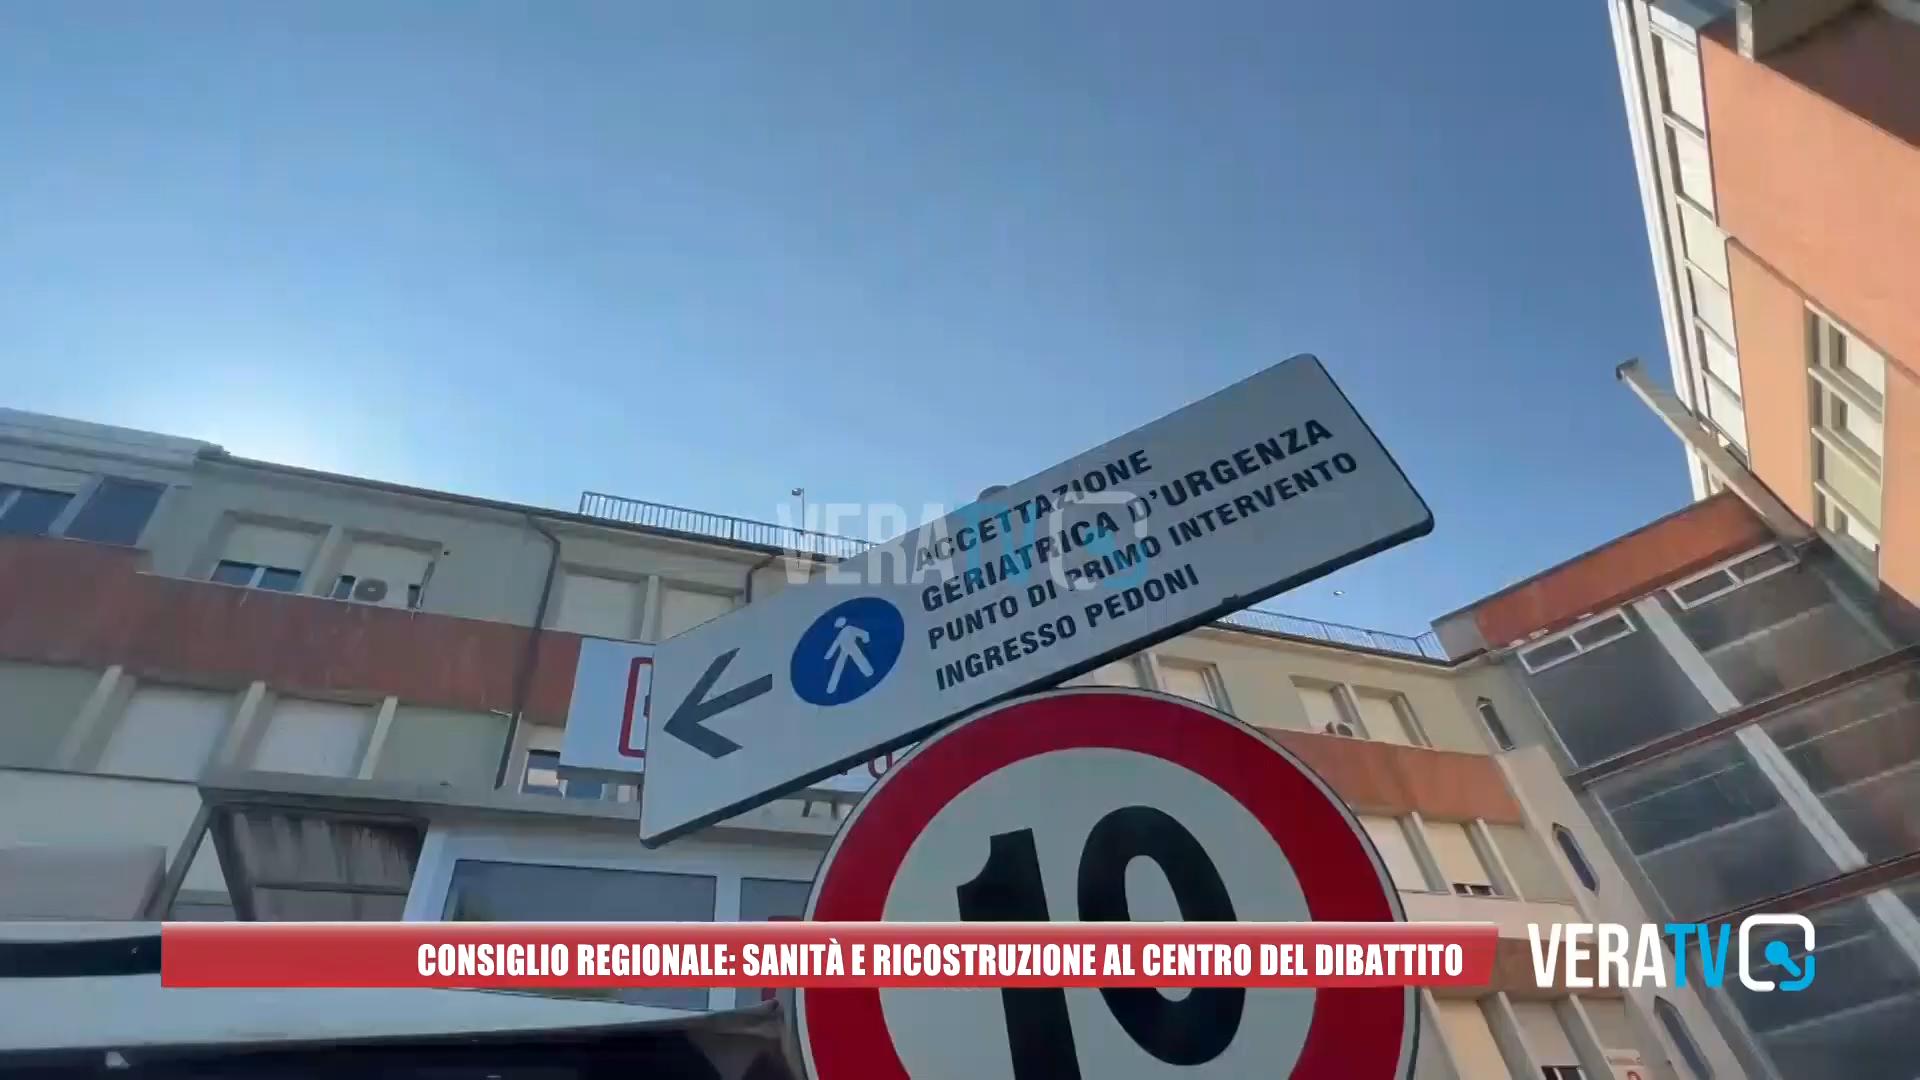 ACCETTAZIONE
GERIATRICA D'URGENZA
PUNTO DI PRIMO INTERVENTO
INGRESSO PEDONI
VERATV
10
CONSIGLIO REGIONALE: SANITÀ E RICOSTRUZIONE AL CENTRO DEL DIBATTITO
VERATV